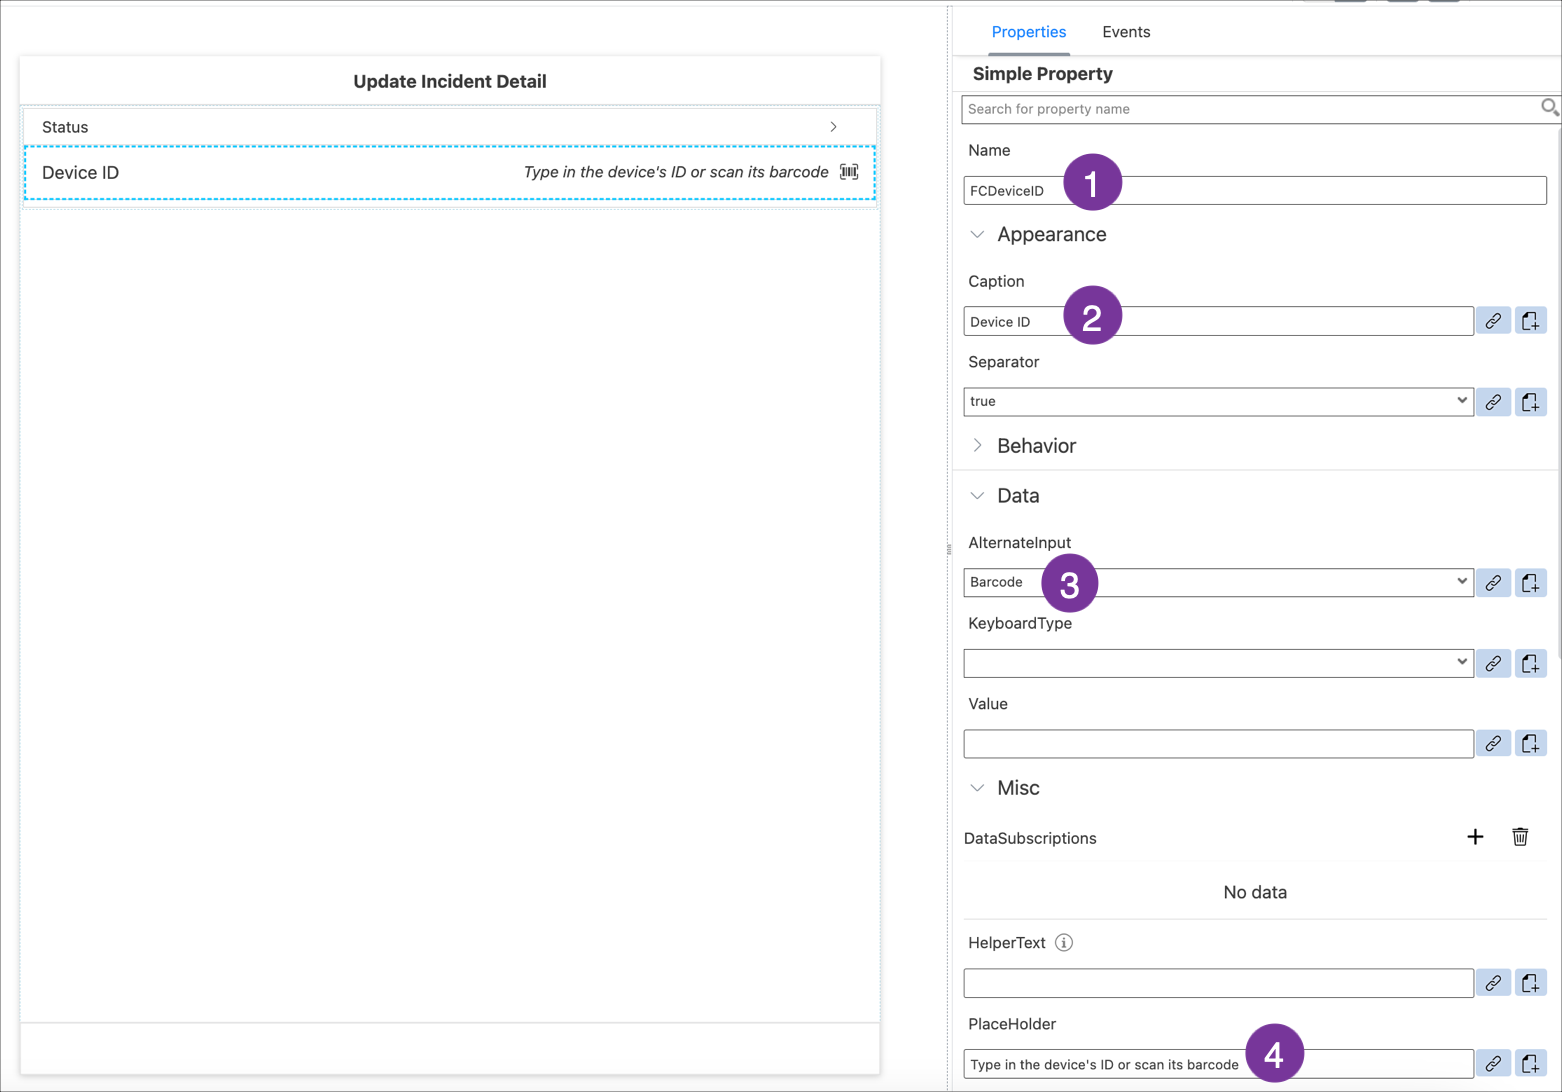 Update Incident Detail
Status
Device ID
Type in the device's ID or scan its barcode
Properties
Events
Simple Property
Search for property name
Name
FCDeviceID
1
Appearance
Caption
Device ID
2
Separator
true
Behavior
Data
AlternateInput
Barcode
3
KeyboardType
Value
Misc
DataSubscriptions
No data
HelperText
PlaceHolder
Type in the device's ID or scan its barcode
4